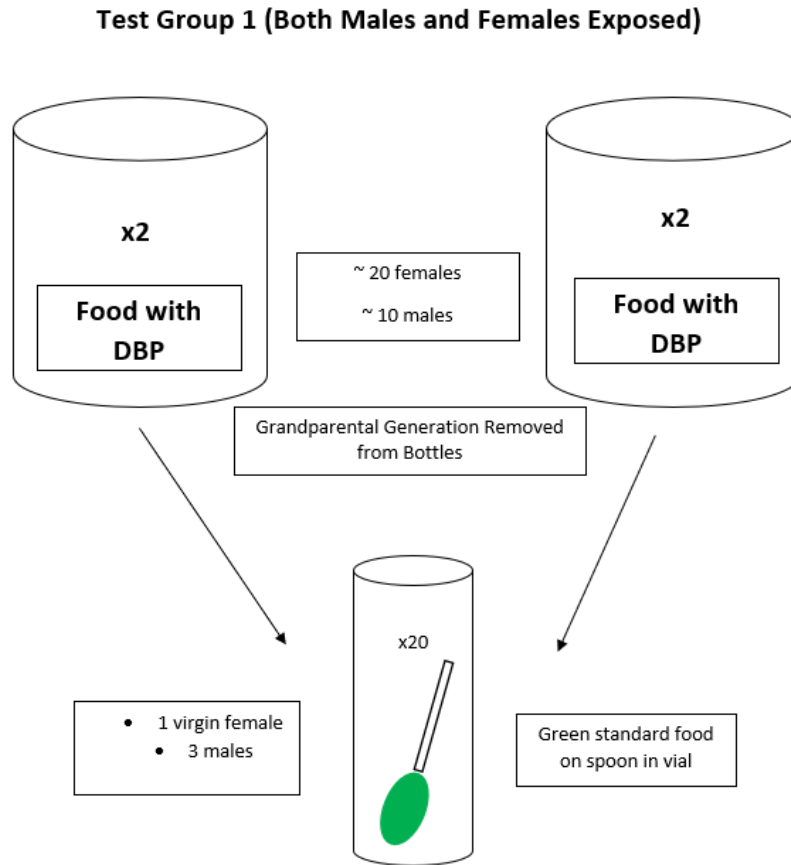 Test Group 1 (Both Males and Females Exposed)
x2
Food with
DBP
~ 20 females
~ 10 males
x2
Food with
DBP
Grandparental Generation Removed
from Bottles
x20
• 1 virgin female
• 3 males
Green standard food
on spoon in vial